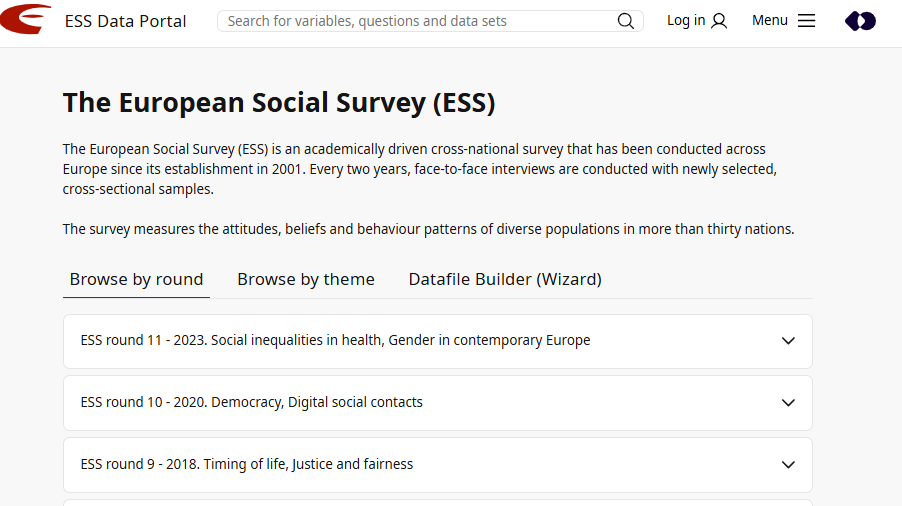 ESS Data Portal
Search for variables, questions and data sets
Log in
Menu
The European Social Survey (ESS)
The European Social Survey (ESS) is an academically driven cross-national survey that has been conducted across
Europe since its establishment in 2001. Every two years, face-to-face interviews are conducted with newly selected,
cross-sectional samples.
The survey measures the attitudes, beliefs and behaviour patterns of diverse populations in more than thirty nations.
Browse by round
Browse by theme
Datafile Builder (Wizard)
ESS round 11 - 2023. Social inequalities in health, Gender in contemporary Europe
ESS round 10 - 2020. Democracy, Digital social contacts
ESS round 9 - 2018. Timing of life, Justice and fairness